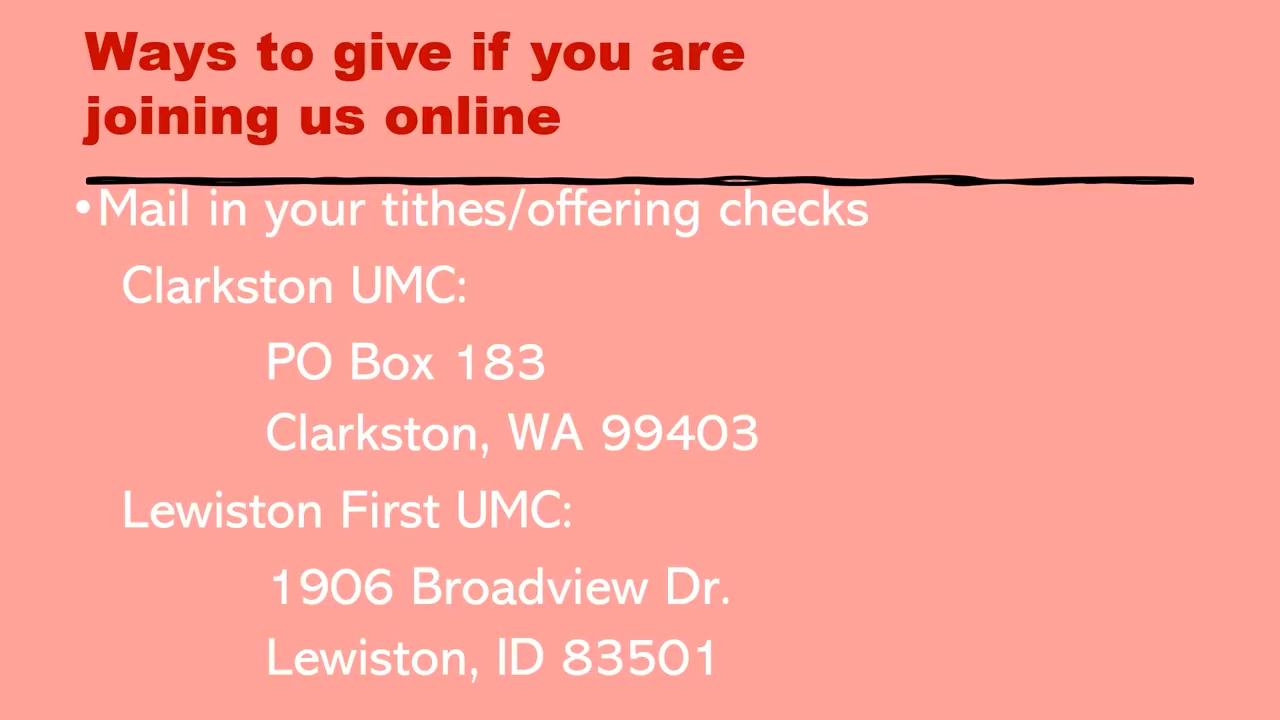 Ways to give if you are
joining us online
•Mail in your tithes/offering checks
Clarkston UMC:
PO Box 183
Clarkston, WA 99403
Lewiston First UMC:
1906 Broadview Dr.
Lewiston, ID 83501